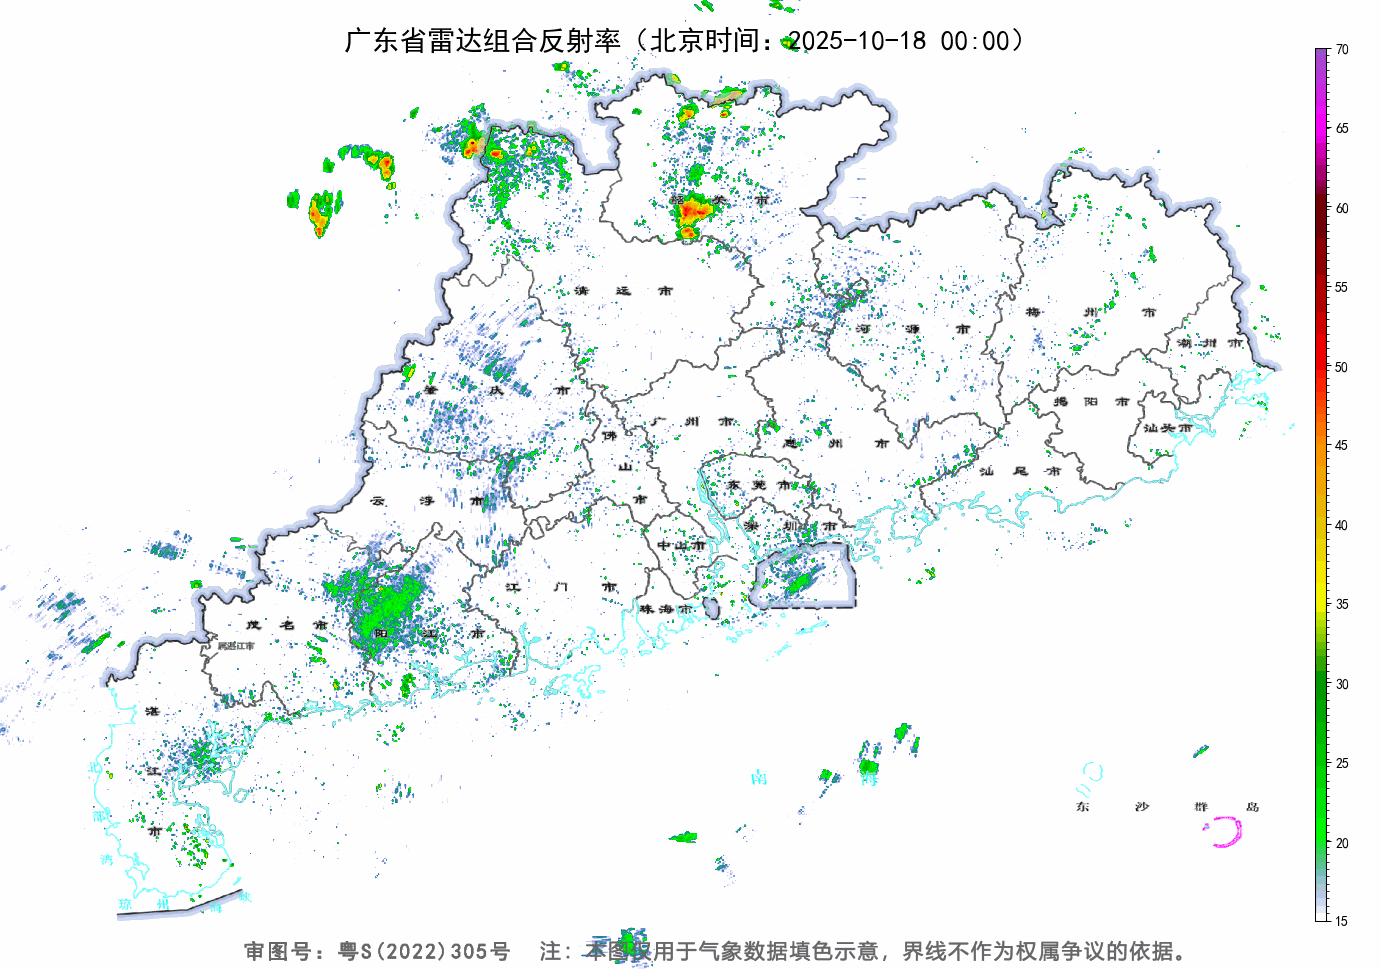 广东省雷达组合反射率（北京时间：2025-10-18 00:00）
70
65
60
55
50
45
40
35
30
25
20
15
韶 关 市
清 远 市
河 源 市
梅 州 市
潮 州 市
肇 庆 市
广 州 市
佛 山 市
惠 州 市
揭 阳 市
汕头市
汕 尾 市
云 浮 市
东 莞 市
深 圳 市
中山市
江 门 市
珠海市
茂 名 市
阳 江 市
属湛江市
湛 江 市
北 部 湾
琼 州 海 峡
南 海
东 沙 群 岛
审图号：粤S(2022)305号 注：本图仅用于气象数据填色示意，界线不作为权属争议的依据。